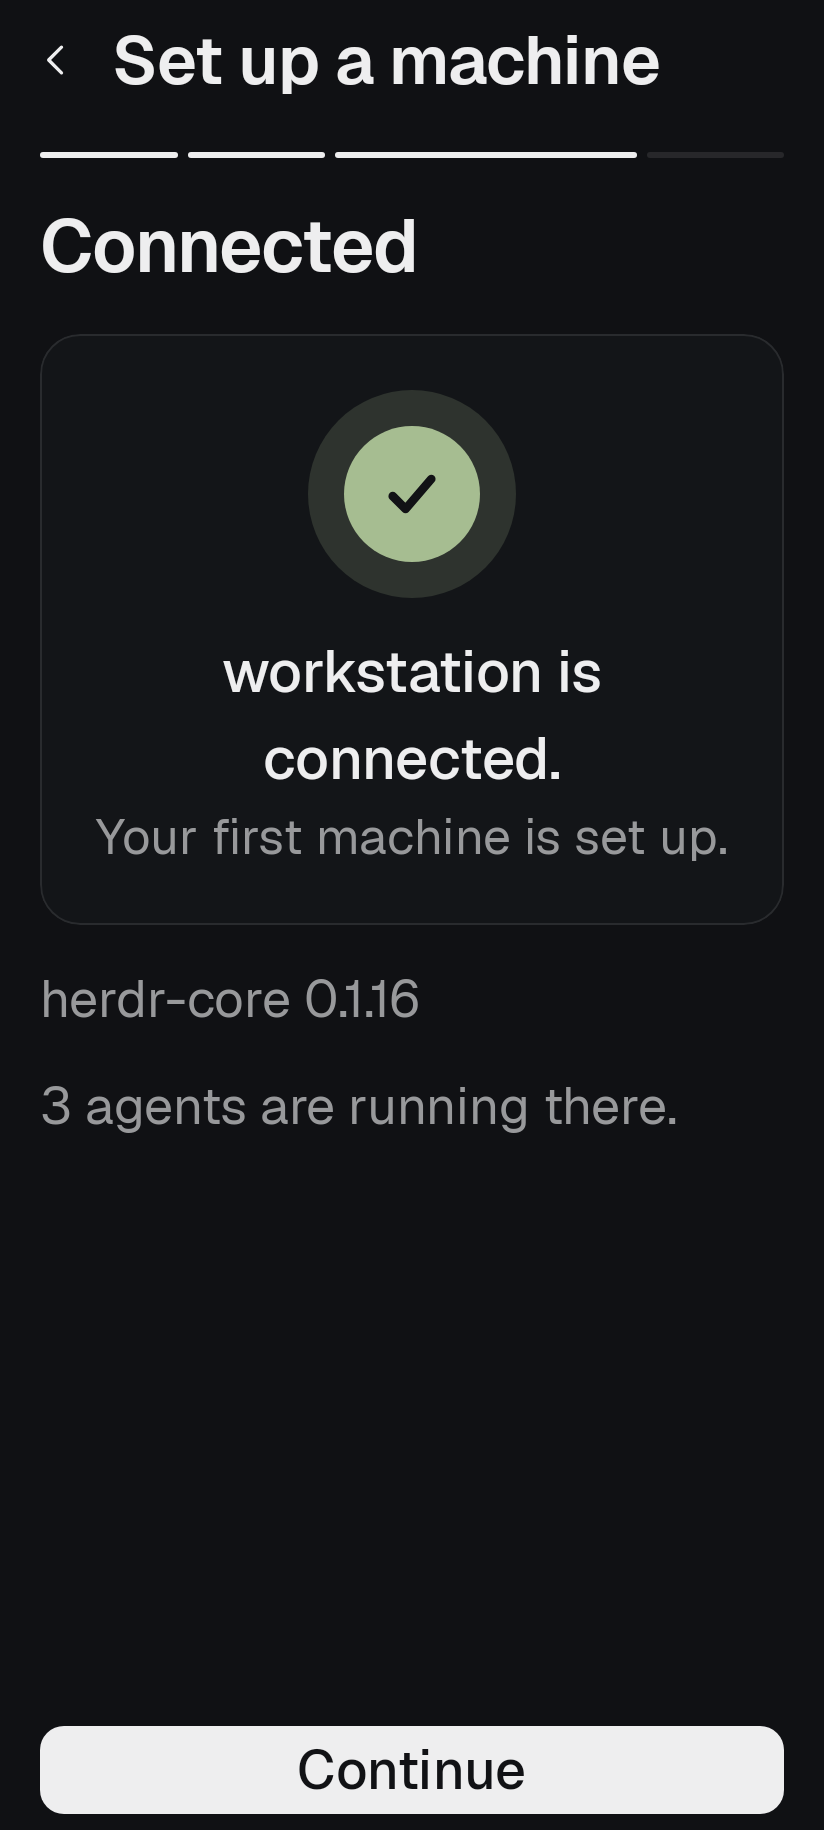 Set up a machine
Connected
workstation is
connected.
Your first machine is set up.
herdr-core 0.1.16
3 agents are running there.
Continue